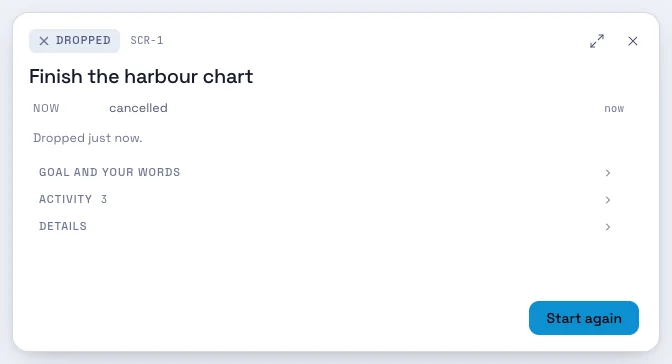 DROPPED SCR-1
Finish the harbour chart
NOW cancelled now
Dropped just now.
GOAL AND YOUR WORDS
ACTIVITY 3
DETAILS
Start again